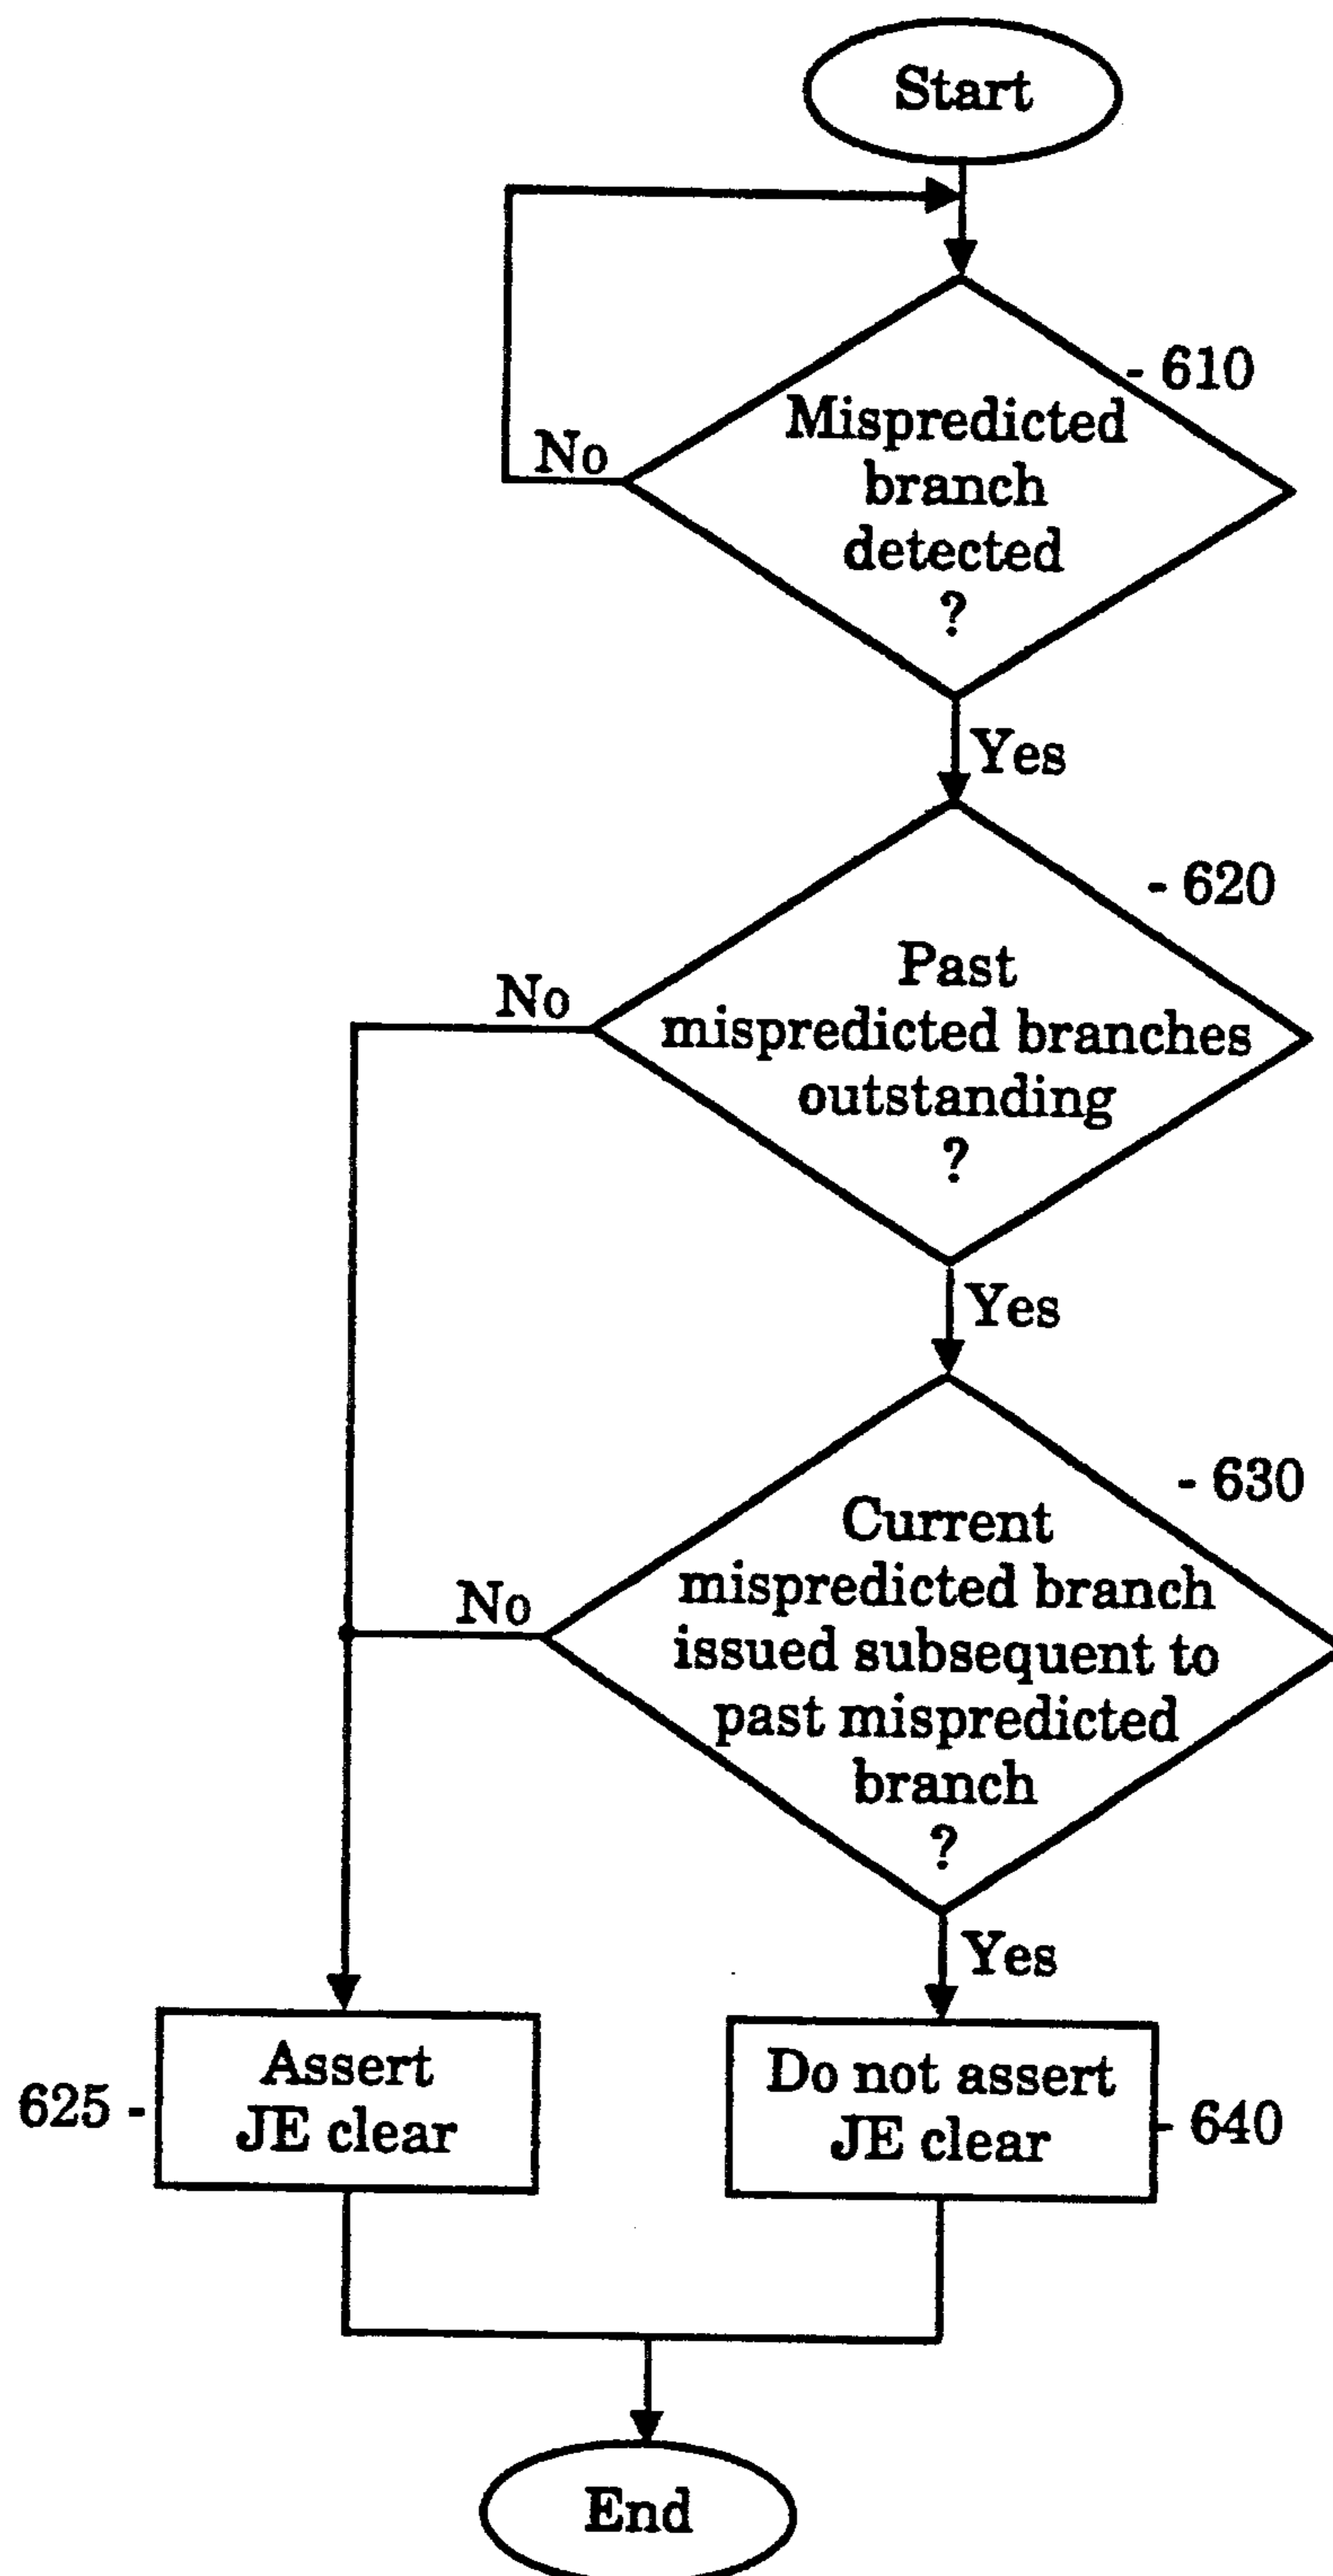 Start
- 610
Mispredicted
branch
detected
?
No
Yes
- 620
Past
mispredicted branches
outstanding
?
No
Yes
- 630
Current
mispredicted branch
issued subsequent to
past mispredicted
branch
?
No
Yes
Assert
JE clear
625 -
Do not assert
JE clear
- 640
End